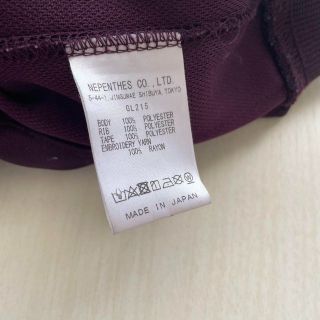 NEPENTHES CO., LTD.
5-44-1, JINGUMAE SHIBUYA, TOKYO
GL215
BODY 100% POLYESTER
RIB 100% POLYESTER
TAPE 100% POLYESTER
EMBROIDERY YARN
100% RAYON
MADE IN JAPAN